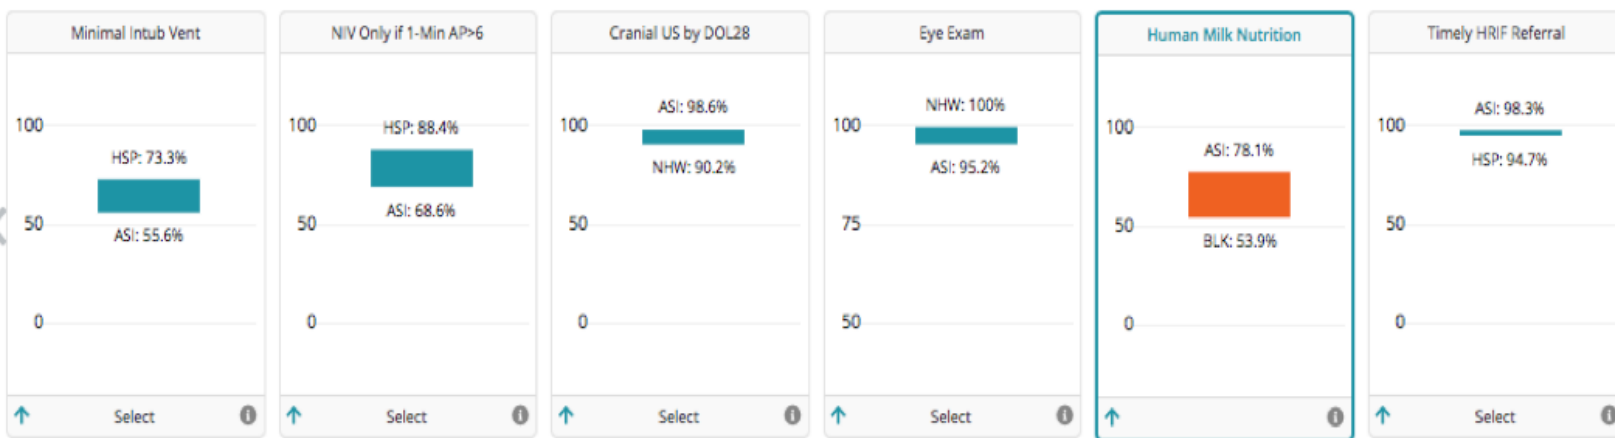 Minimal Intub Vent
100
HSP: 73.3%
50
ASI: 55.6%
0
Select
NIV Only if 1-Min AP>6
100
HSP: 88.4%
ASI: 68.6%
50
0
Select
Cranial US by DOL28
ASI: 98.6%
100
NHW: 90.2%
50
0
Select
Eye Exam
NHW: 100%
100
ASI: 95.2%
75
50
Select
Human Milk Nutrition
100
ASI: 78.1%
50
BLK: 53.9%
0
Timely HRIF Referral
ASI: 98.3%
100
HSP: 94.7%
50
0
Select